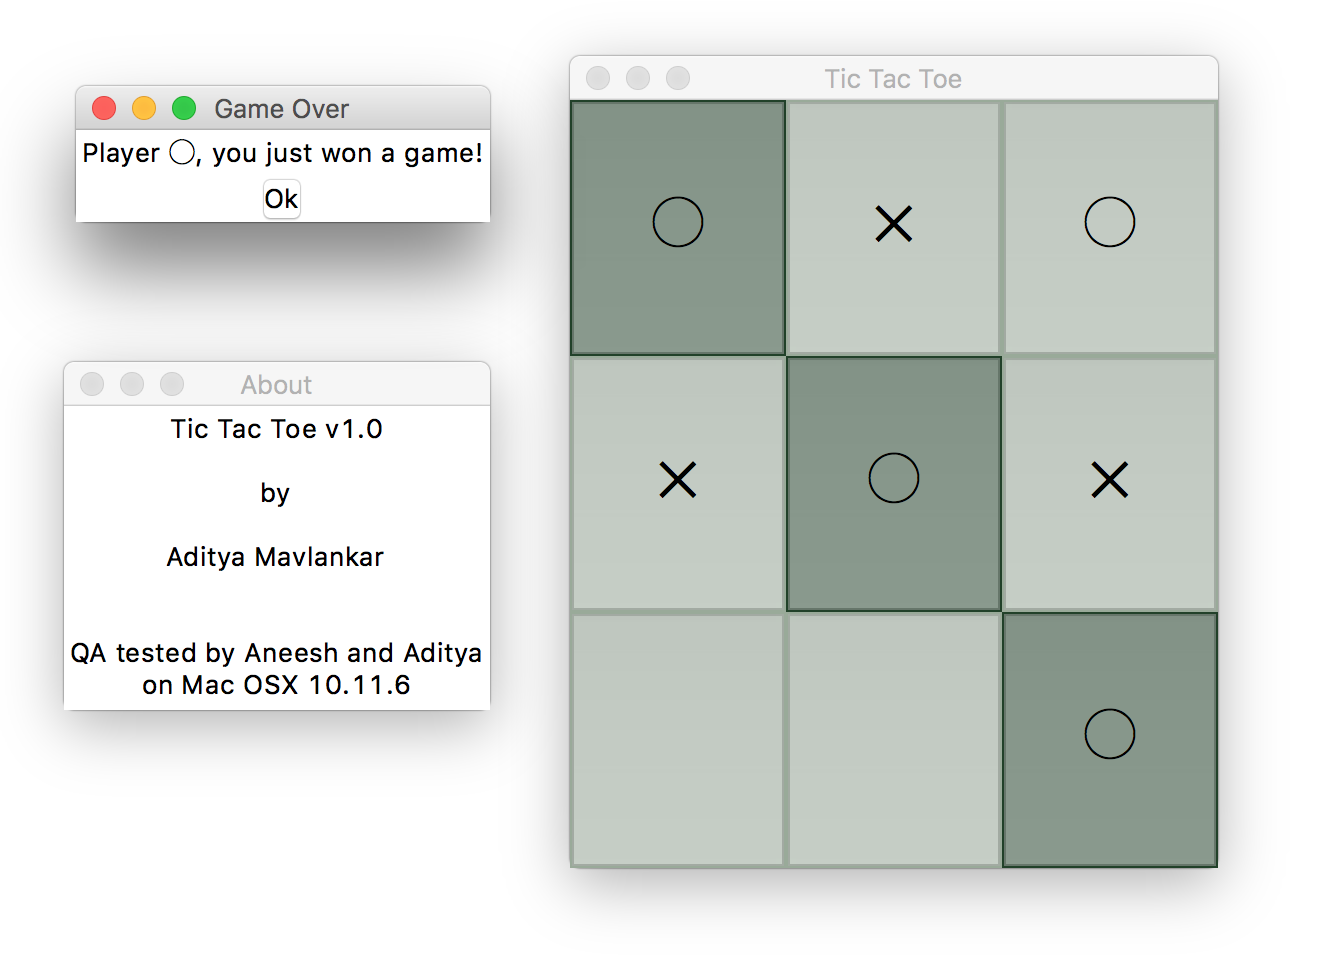 Game Over
Player ○, you just won a game!
Ok
About
Tic Tac Toe v1.0
by
Aditya Mavlankar
QA tested by Aneesh and Aditya
on Mac OSX 10.11.6
Tic Tac Toe
○ × ○
× ○ ×
○